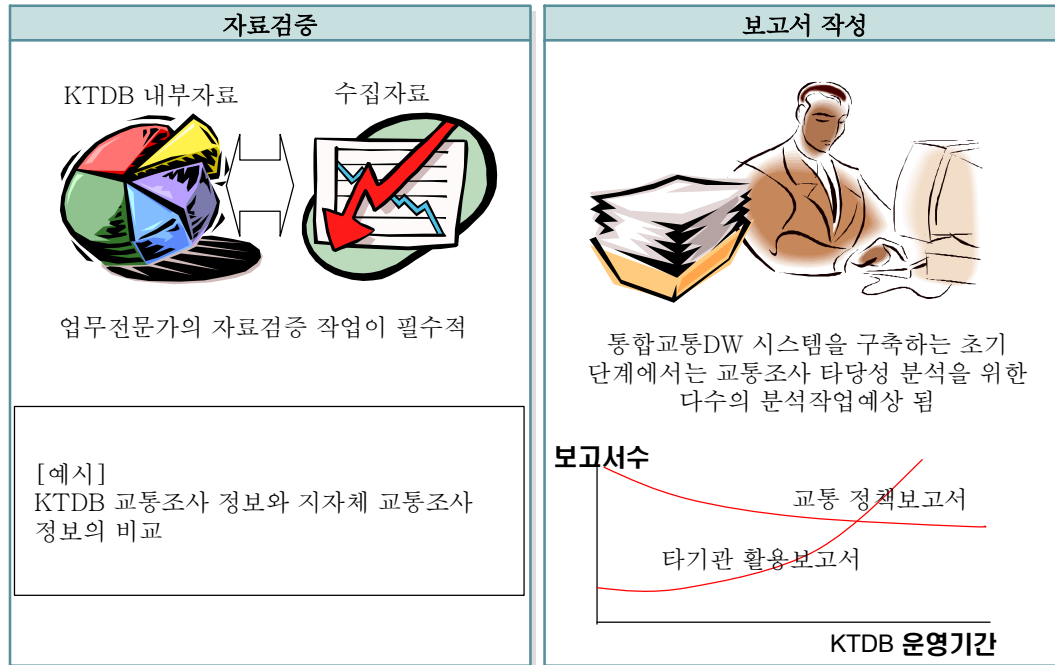 자료검증
KTDB 내부자료
수집자료
업무전문가의 자료검증 작업이 필수적
[예시]
KTDB 교통조사 정보와 지자체 교통조사
정보의 비교
보고서 작성
통합교통DW 시스템을 구축하는 초기
단계에서는 교통조사 타당성 분석을 위한
다수의 분석작업예상 됨
보고서수
교통 정책보고서
타기관 활용보고서
KTDB 운영기간